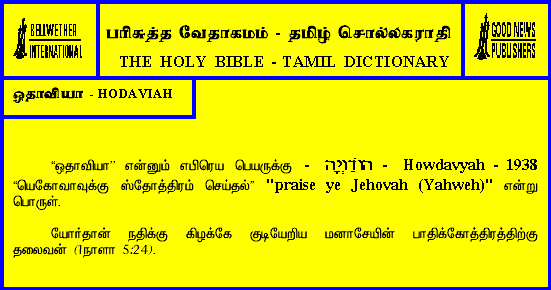 BELLWETHER
INTERNATIONAL
பரிசுத்த வேதாகமம் - தமிழ் சொல்லகராதி
THE HOLY BIBLE - TAMIL DICTIONARY
GOOD NEWS
PUBLISHERS
ஒதாவியா - HODAVIAH
“ஒதாவியா” என்னும் எபிரெய பெயருக்கு - הוֹדַוְיָה - Howdavyah - 1938
“யெகோவாவுக்கு ஸ்தோத்திரம் செய்தல்” "praise ye Jehovah (Yahweh)" என்று
பொருள்.
யோர்தான் நதிக்கு கிழக்கே குடியேறிய மனாசேயின் பாதிக்கோத்திரத்திற்கு
தலைவன் (1நாளா 5:24).